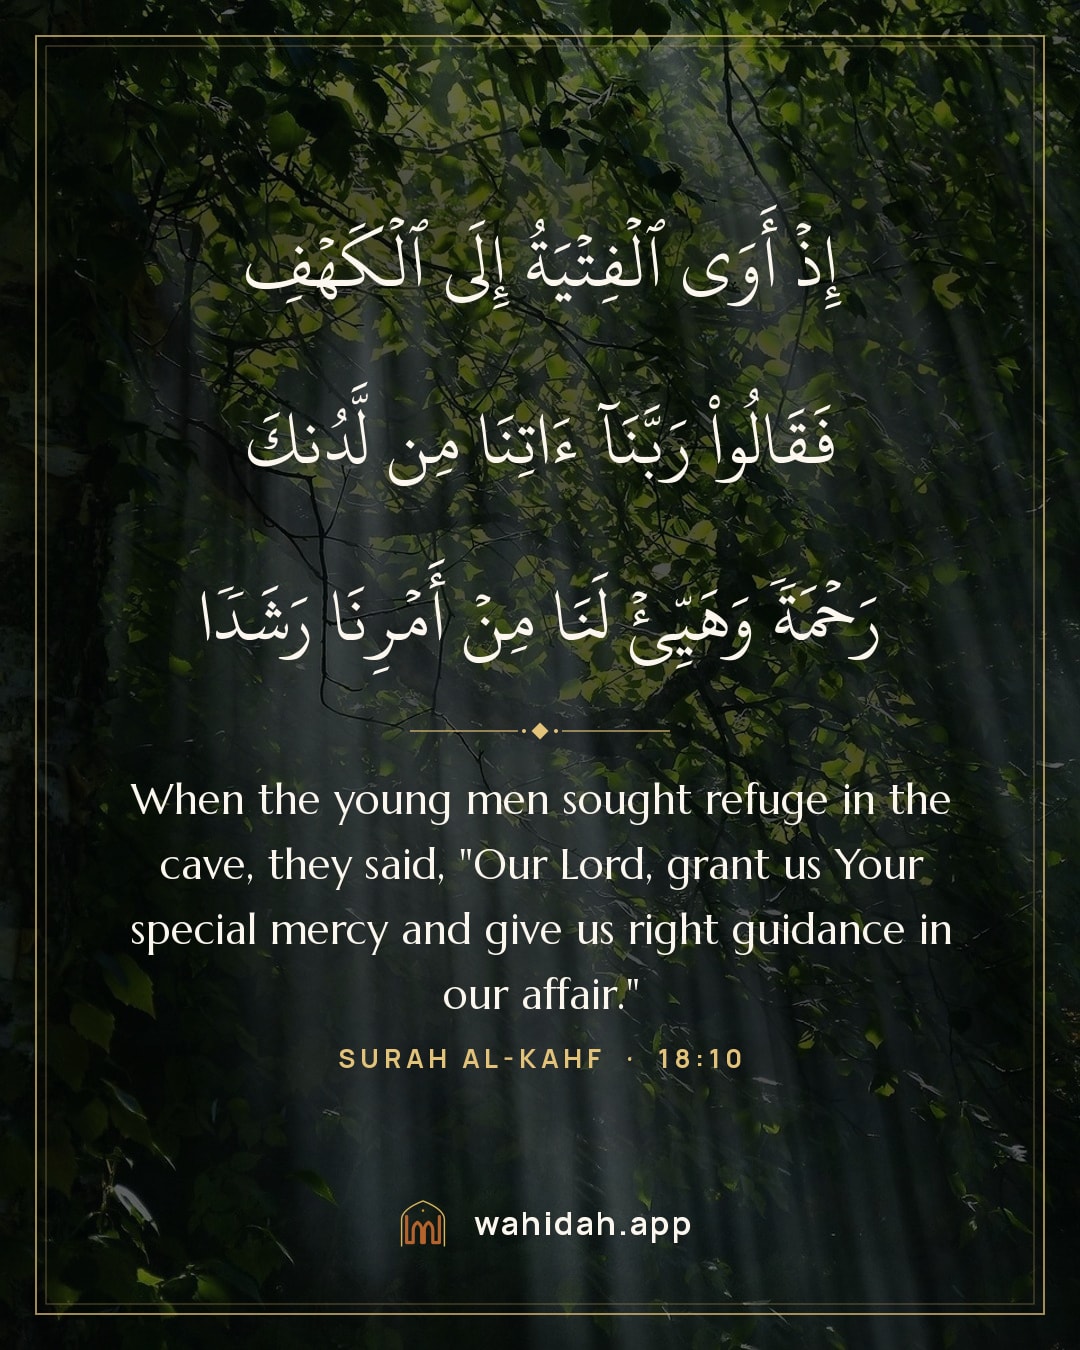 إِذْ أَوَى ٱلْفِتْيَةُ إِلَى ٱلْكَهْفِ
فَقَالُوا۟ رَبَّنَآ ءَاتِنَا مِن لَّدُنكَ
رَحْمَةً وَهَيِّئْ لَنَا مِنْ أَمْرِنَا رَشَدًا
When the young men sought refuge in the
cave, they said, "Our Lord, grant us Your
special mercy and give us right guidance in
our affair."
SURAH AL-KAHF · 18:10
wahidah.app